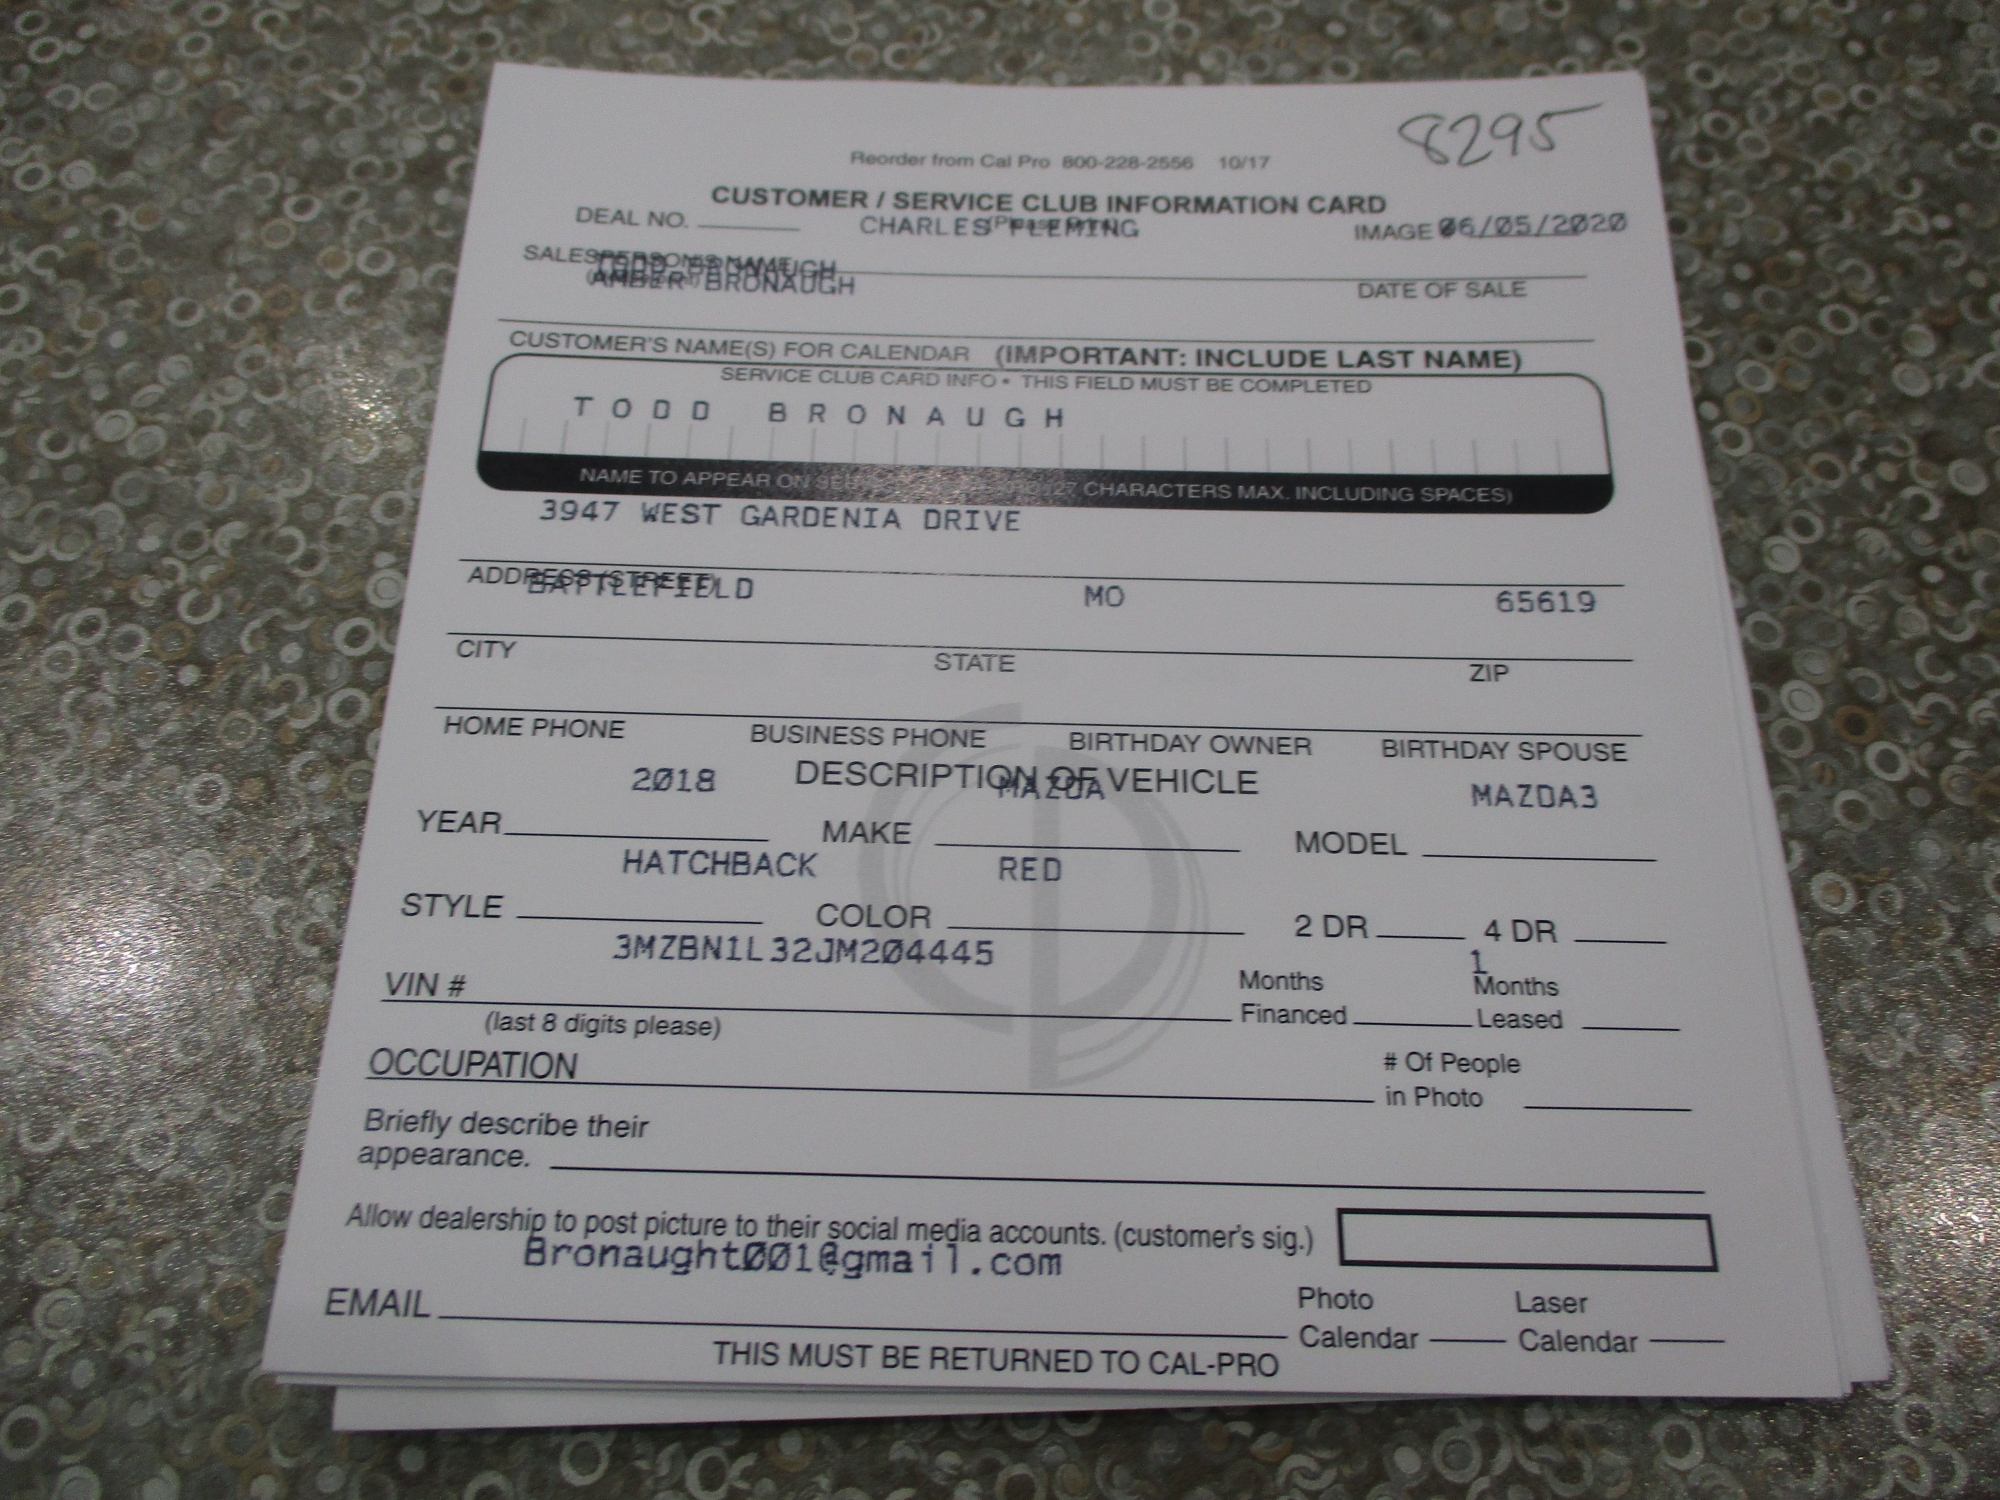 8295
Reorder from Cal Pro 800-228-2556 10/17
CUSTOMER / SERVICE CLUB INFORMATION CARD
DEAL NO. CHARLES FLEMING IMAGE 06/05/2020
SALESPERSON'S NAME
TODD BRONAUGH
AMBER BRONAUGH DATE OF SALE
CUSTOMER'S NAME(S) FOR CALENDAR (IMPORTANT: INCLUDE LAST NAME)
SERVICE CLUB CARD INFO • THIS FIELD MUST BE COMPLETED
TODD BRONAUGH
NAME TO APPEAR ON 27 CHARACTERS MAX. INCLUDING SPACES)
3947 WEST GARDENIA DRIVE
ADDRESS (STREET)
BATTLEFIELD MO 65619
CITY STATE ZIP
HOME PHONE BUSINESS PHONE BIRTHDAY OWNER BIRTHDAY SPOUSE
DESCRIPTION OF VEHICLE
2018 MAZDA MAZDA3
YEAR MAKE MODEL
HATCHBACK RED
STYLE COLOR 2 DR 4 DR
3MZBN1L32JM204445 1
VIN # Months Financed Months Leased
(last 8 digits please)
OCCUPATION # Of People in Photo
Briefly describe their
appearance.
Allow dealership to post picture to their social media accounts. (customer's sig.)
Bronaught001@gmail.com
EMAIL Photo Calendar Laser Calendar
THIS MUST BE RETURNED TO CAL-PRO